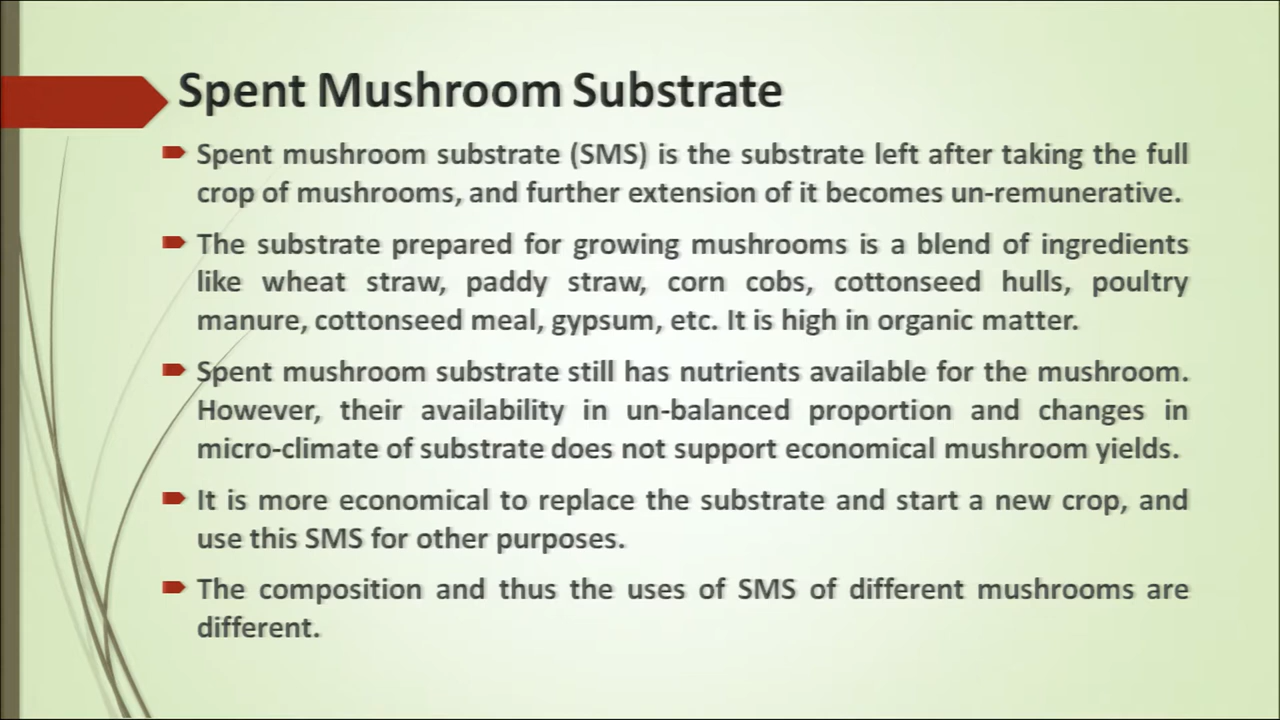 Spent Mushroom Substrate
Spent mushroom substrate (SMS) is the substrate left after taking the full
crop of mushrooms, and further extension of it becomes un-remunerative.
The substrate prepared for growing mushrooms is a blend of ingredients
like wheat straw, paddy straw, corn cobs, cottonseed hulls, poultry
manure, cottonseed meal, gypsum, etc. It is high in organic matter.
Spent mushroom substrate still has nutrients available for the mushroom.
However, their availability in un-balanced proportion and changes in
micro-climate of substrate does not support economical mushroom yields.
It is more economical to replace the substrate and start a new crop, and
use this SMS for other purposes.
The composition and thus the uses of SMS of different mushrooms are
different.